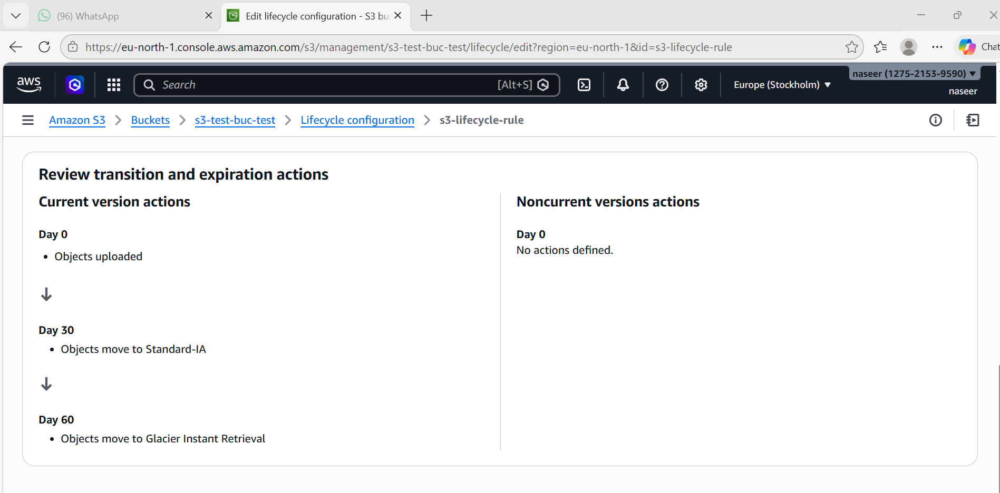 (96) WhatsApp
Edit lifecycle configuration - S3 bu
https://eu-north-1.console.aws.amazon.com/s3/management/s3-test-buc-test/lifecycle/edit?region=eu-north-1&id=s3-lifecycle-rule
Chat
aws
Search
[Alt+S]
Europe (Stockholm)
naseer (1275-2153-9590)
naseer
Amazon S3
Buckets
s3-test-buc-test
Lifecycle configuration
s3-lifecycle-rule
Review transition and expiration actions
Current version actions
Day 0
Objects uploaded
Day 30
Objects move to Standard-IA
Day 60
Objects move to Glacier Instant Retrieval
Noncurrent versions actions
Day 0
No actions defined.